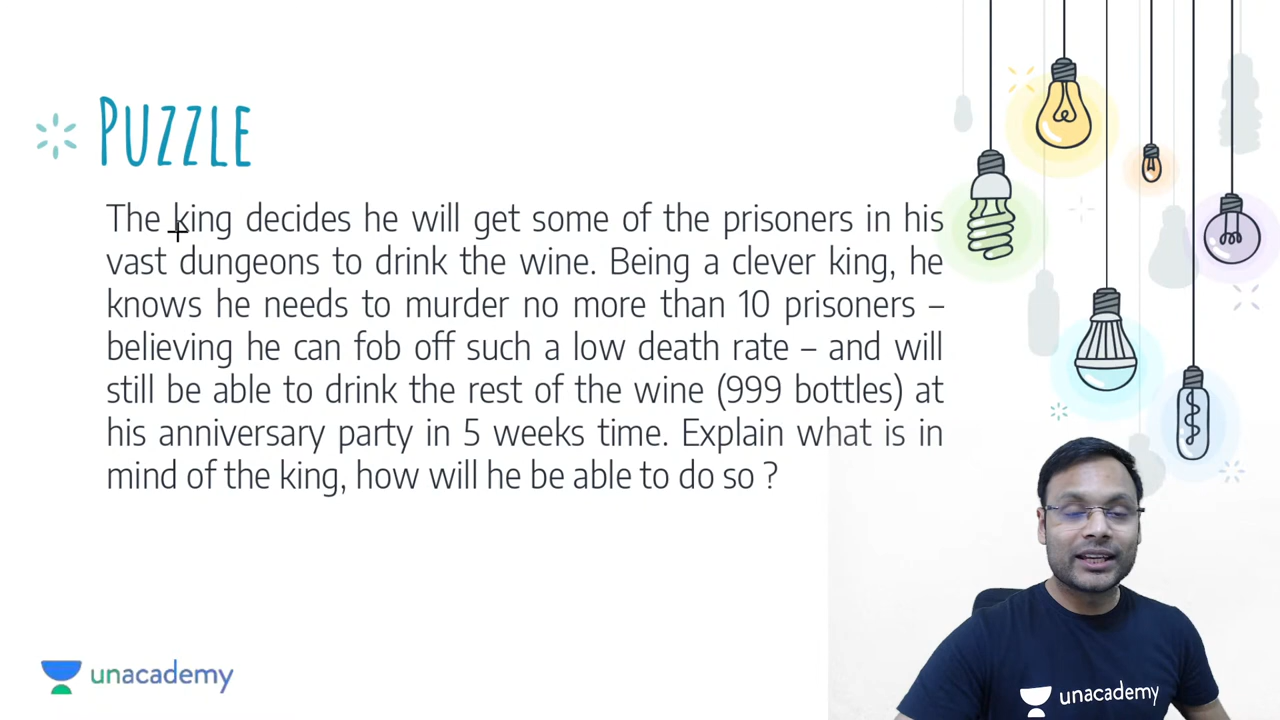 PUZZLE
The king decides he will get some of the prisoners in his
vast dungeons to drink the wine. Being a clever king, he
knows he needs to murder no more than 10 prisoners –
believing he can fob off such a low death rate – and will
still be able to drink the rest of the wine (999 bottles) at
his anniversary party in 5 weeks time. Explain what is in
mind of the king, how will he be able to do so ?
unacademy
unacademy